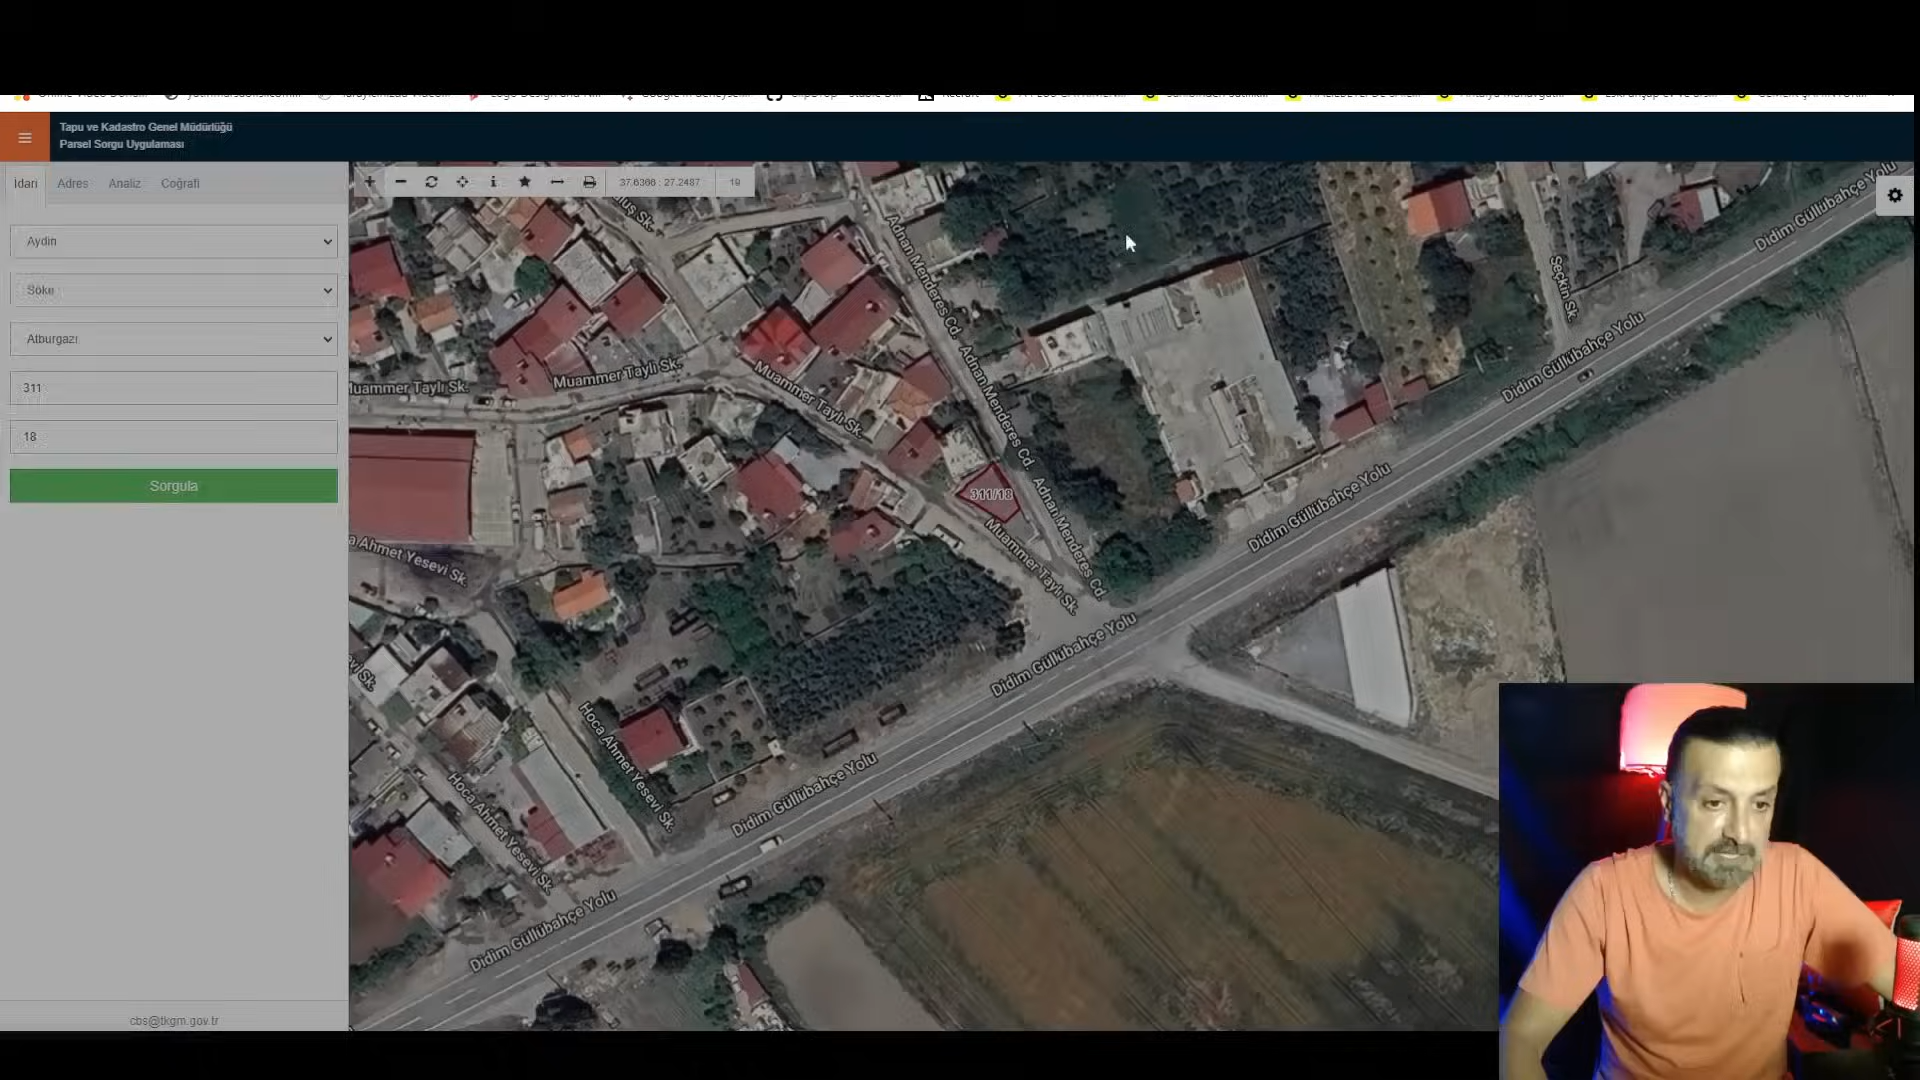 Tapu ve Kadastro Genel Müdürlüğü
Parsel Sorgu Uygulaması
İdari
Adres
Analiz
Coğrafi
37.6366 : 27.2487
19
Aydın
Söke
Atburgazı
311
18
Sorgula
cbs@tkgm.gov.tr
Adnan Menderes Cd.
Adnan Menderes Cd.
Adnan Menderes Cd.
Seçkin Sk.
Didim Güllübahçe Yolu
Didim Güllübahçe Yolu
Muammer Taylı Sk.
Muammer Taylı Sk.
Muammer Taylı Sk.
311/18
Didim Güllübahçe Yolu
Muammer Taylı Sk.
a Ahmet Yesevi Sk.
Didim Güllübahçe Yolu
Hoca Ahmet Yesevi Sk.
Didim Güllübahçe Yolu
Hoca Ahmet Yesevi Sk.
Didim Güllübahçe Yolu